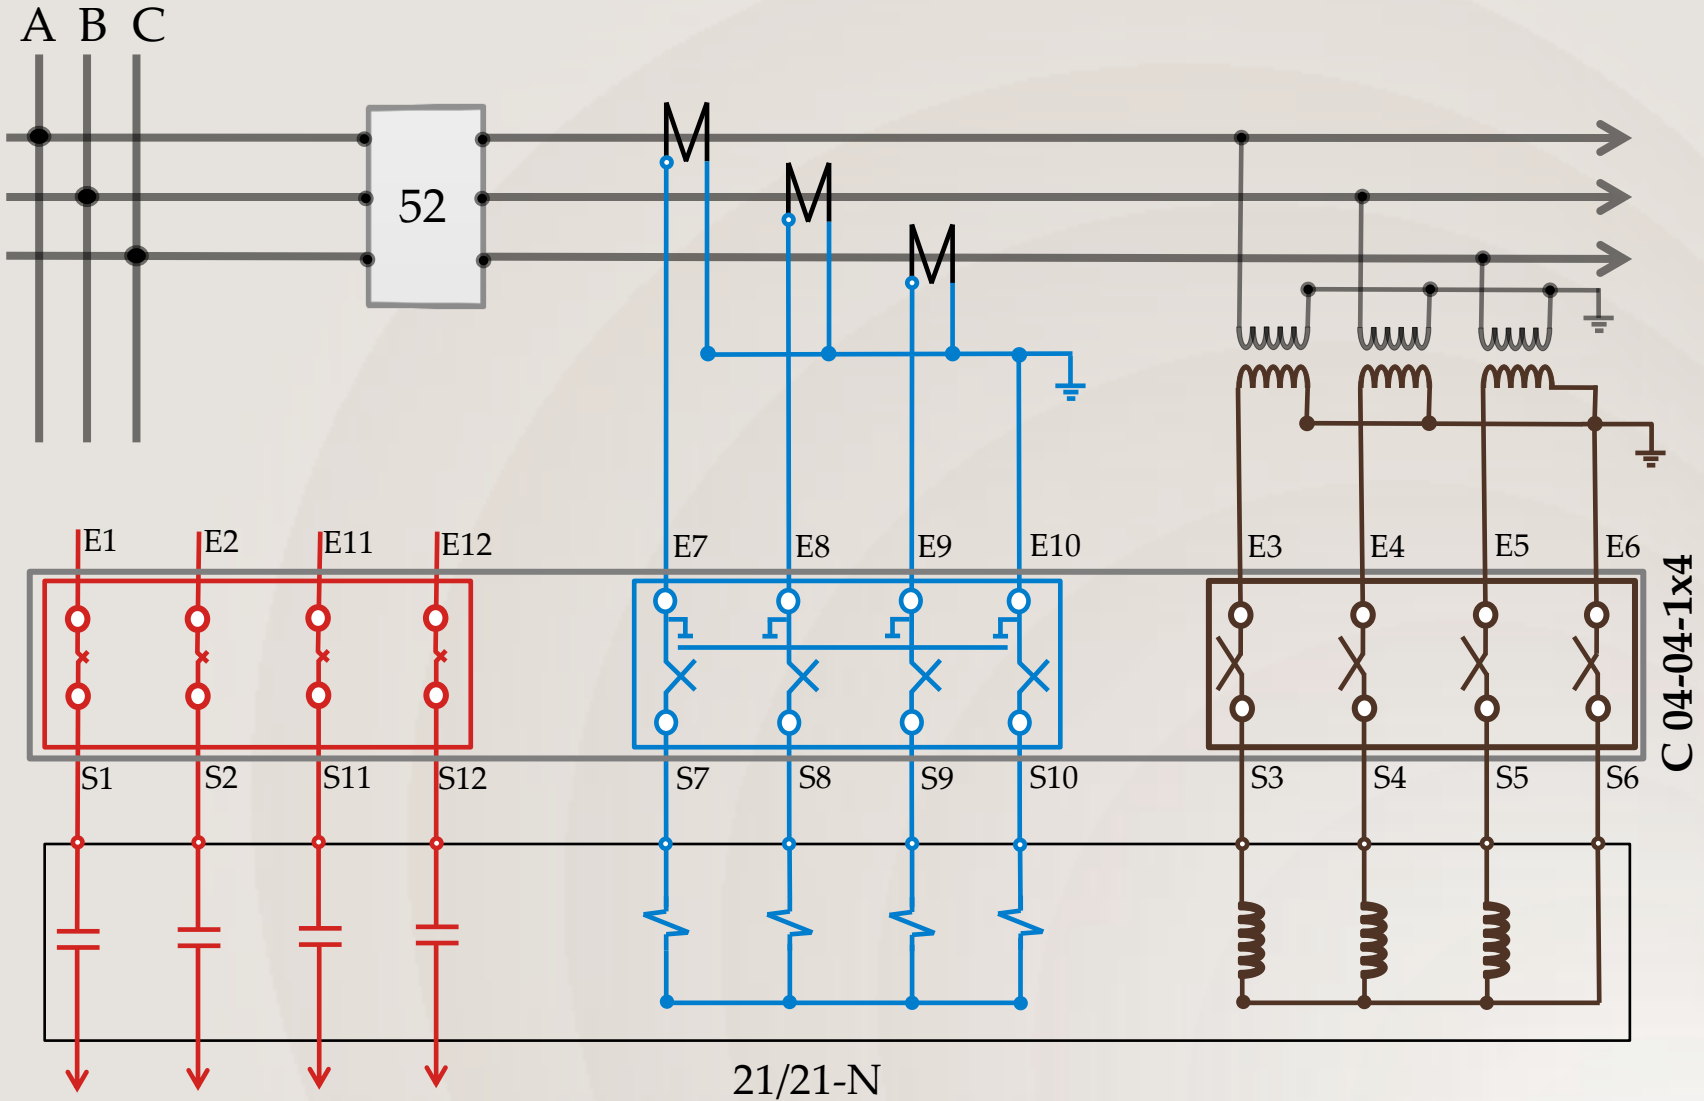 A B C
52
E1 E2 E11 E12 E7 E8 E9 E10 E3 E4 E5 E6
C 04-04-1x4
S1 S2 S11 S12 S7 S8 S9 S10 S3 S4 S5 S6
21/21-N